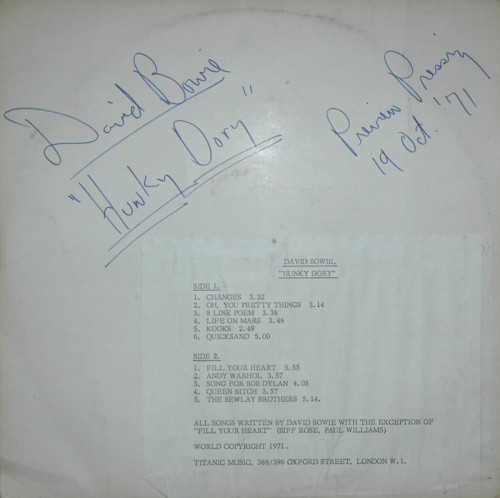 David Bowie
"Hunky Dory"
Preview Pressing
19 Oct. '71
DAVID BOWIE.
"HUNKY DORY"
SIDE 1.
1. CHANGES 3.32
2. OH, YOU PRETTY THINGS 3.14
3. 8 LINE POEM 3.38
4. LIFE ON MARS 3.48
5. KOOKS 2.49
6. QUICKSAND 5.00
SIDE 2.
1. FILL YOUR HEART 3.55
2. ANDY WARHOL 3.37
3. SONG FOR BOB DYLAN 4.08
4. QUEEN BITCH 3.37
5. THE BEWLAY BROTHERS 5.14.
ALL SONGS WRITTEN BY DAVID BOWIE WITH THE EXCEPTION OF
"FILL YOUR HEART" (BIFF ROSE, PAUL WILLIAMS)
WORLD COPYRIGHT 1971.
TITANIC MUSIC, 388/396 OXFORD STREET, LONDON W.1.